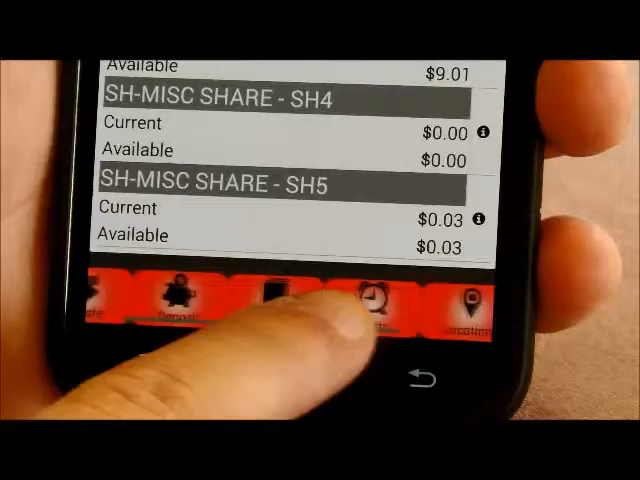 Available
$9.01
SH-MISC SHARE - SH4
Current
$0.00
Available
$0.00
SH-MISC SHARE - SH5
Current
$0.03
Available
$0.03